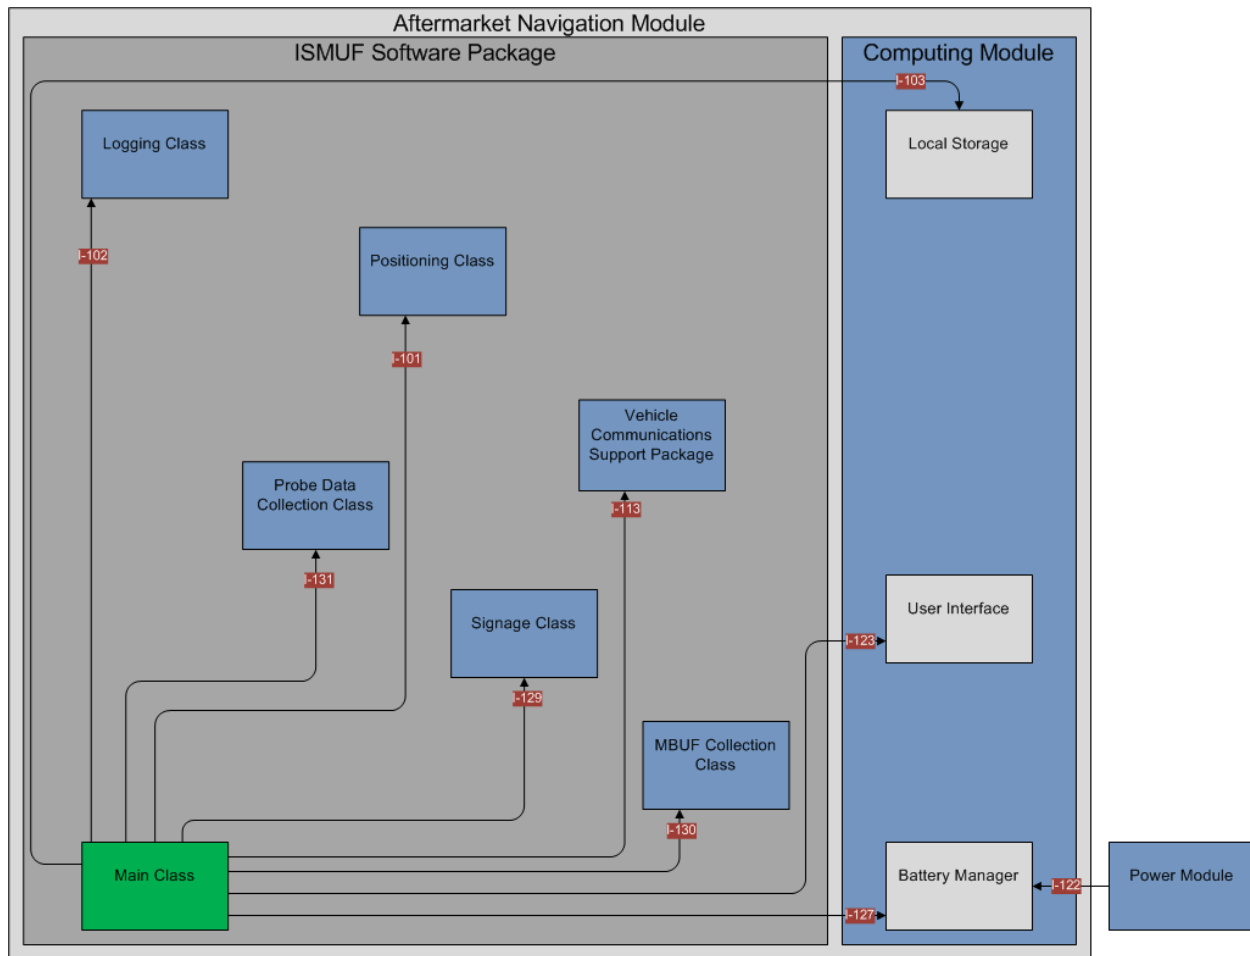 Aftermarket Navigation Module
ISMUF Software Package
Computing Module
I-103
Logging Class
Local Storage
I-102
Positioning Class
I-101
Vehicle
Communications
Support Package
Probe Data
Collection Class
I-113
I-131
Signage Class
User Interface
I-123
I-129
MBUF Collection
Class
I-130
Main Class
Battery Manager
Power Module
I-122
I-127